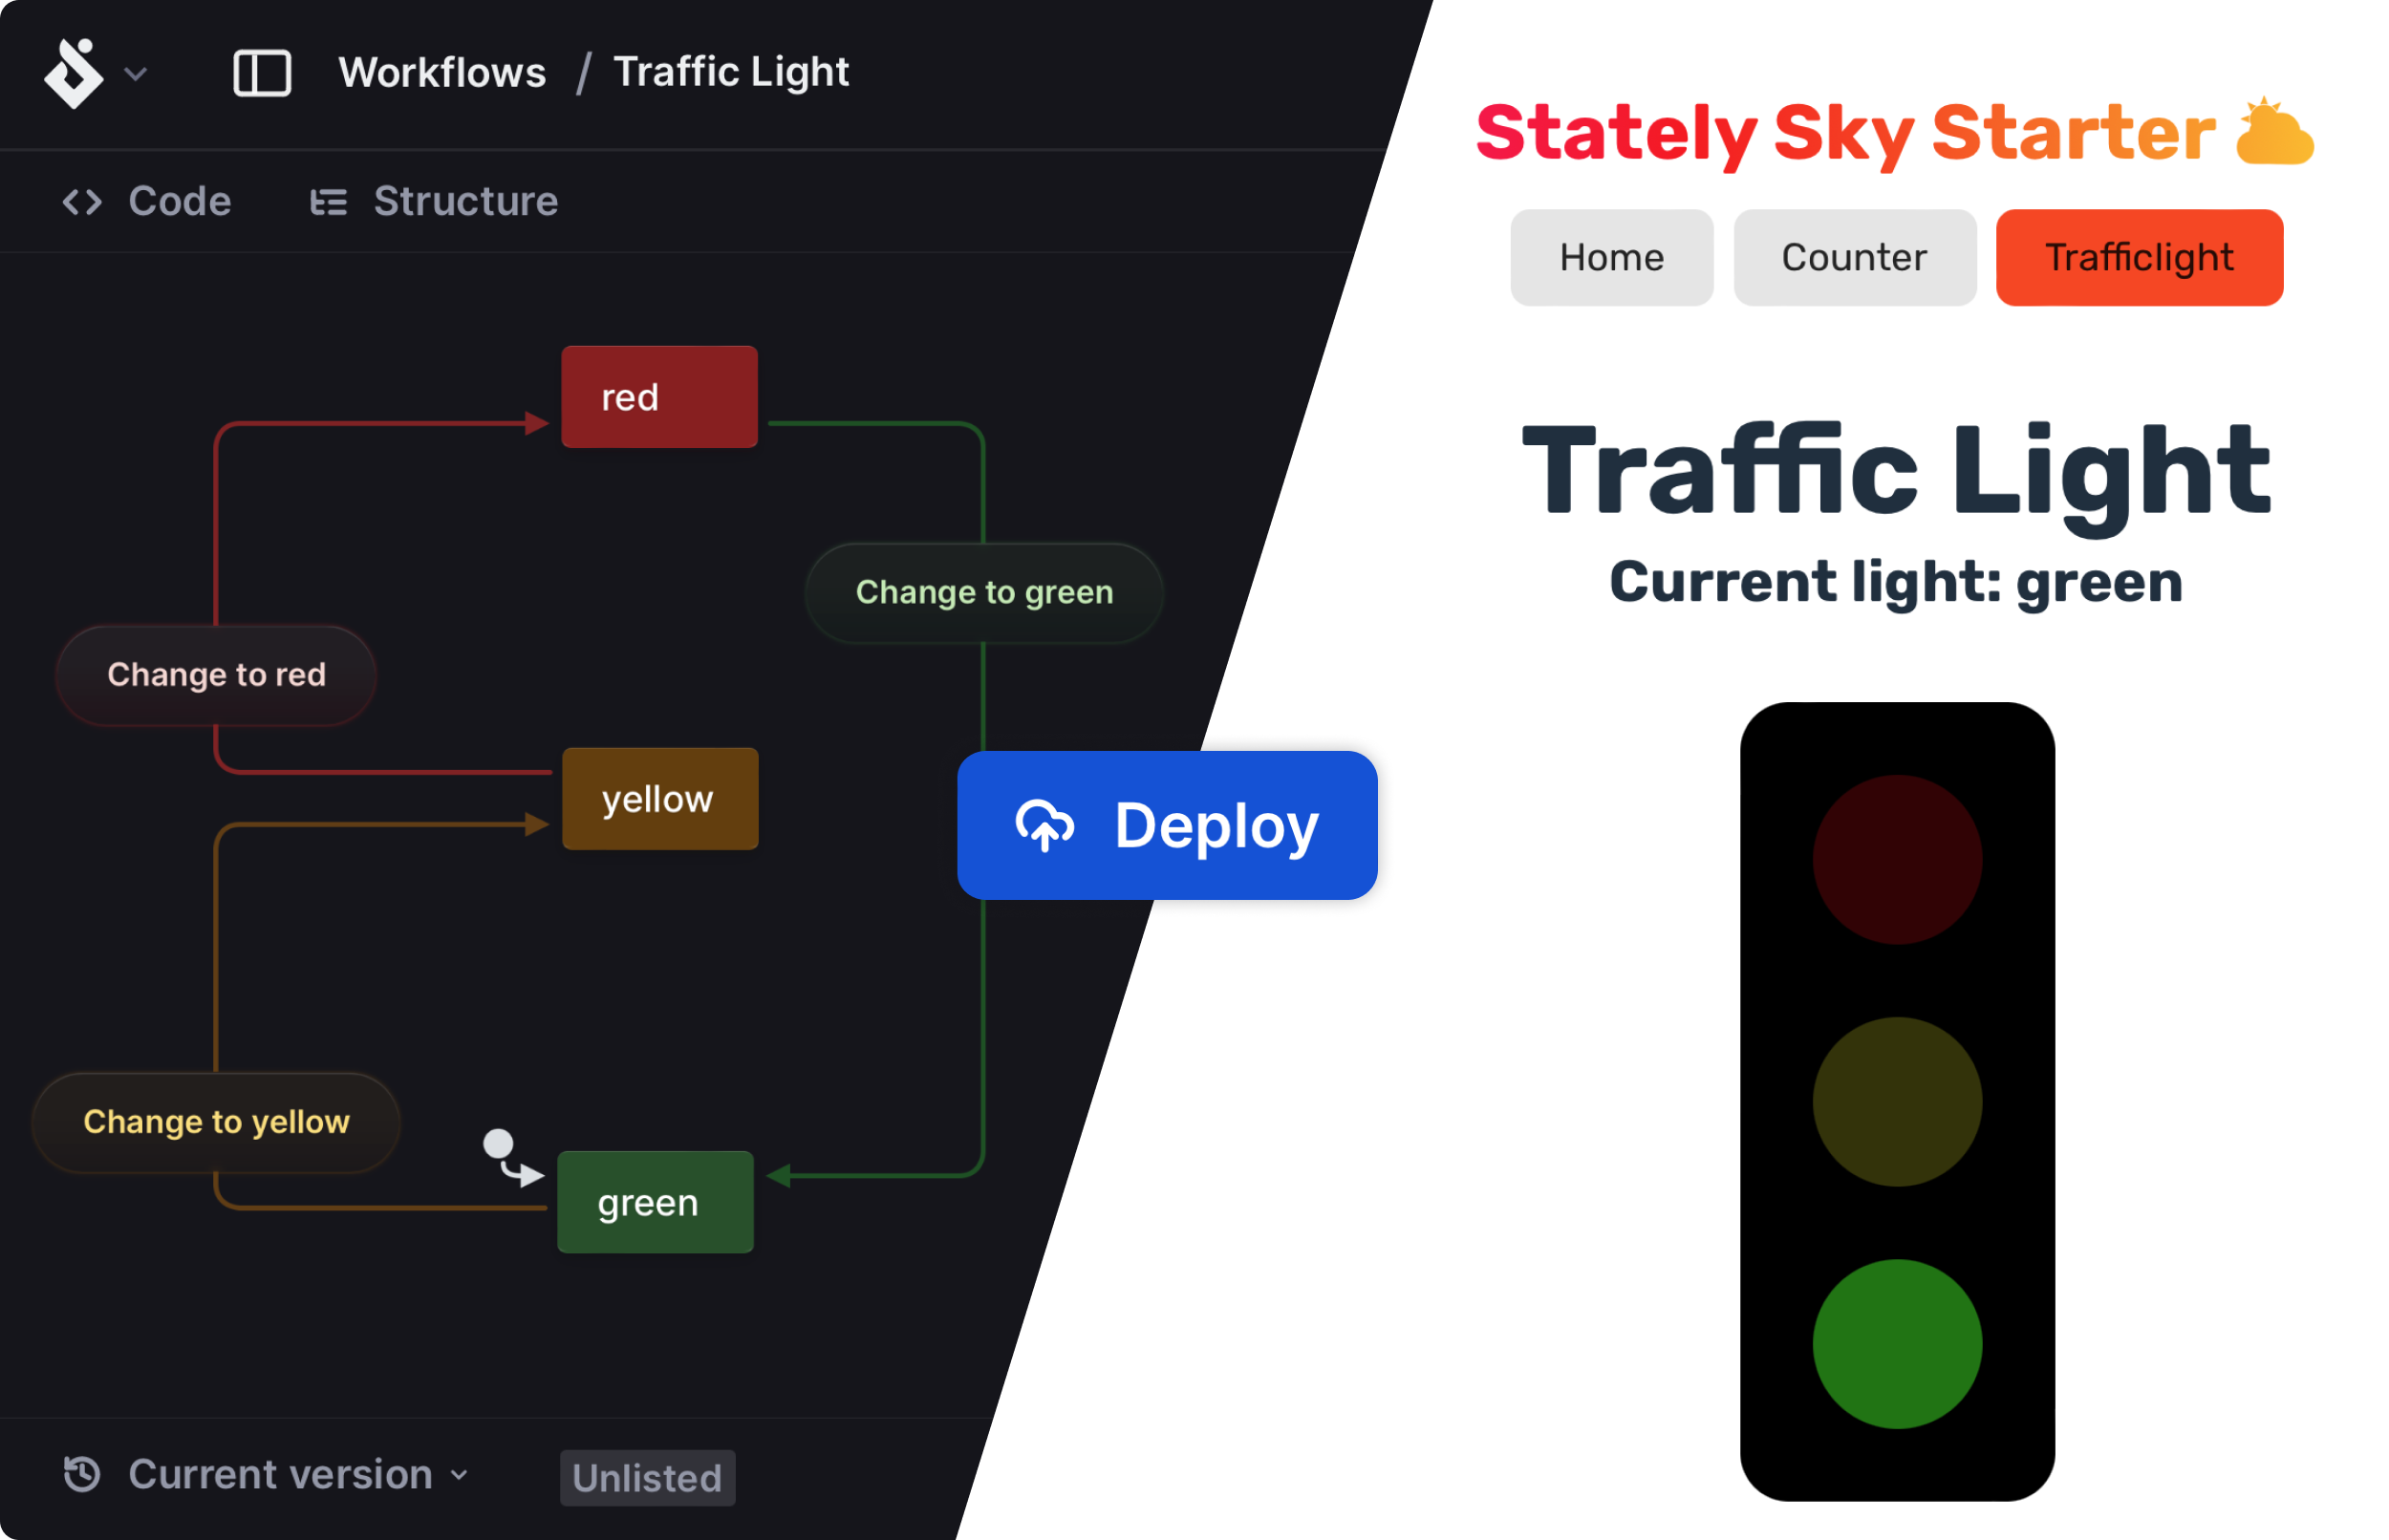 Workflows / Traffic Light
Code Structure
red
Change to green
Change to red
yellow
Change to yellow
green
Current version Unlisted
Deploy
Stately Sky Starter
Home Counter Trafficlight
Traffic Light
Current light: green